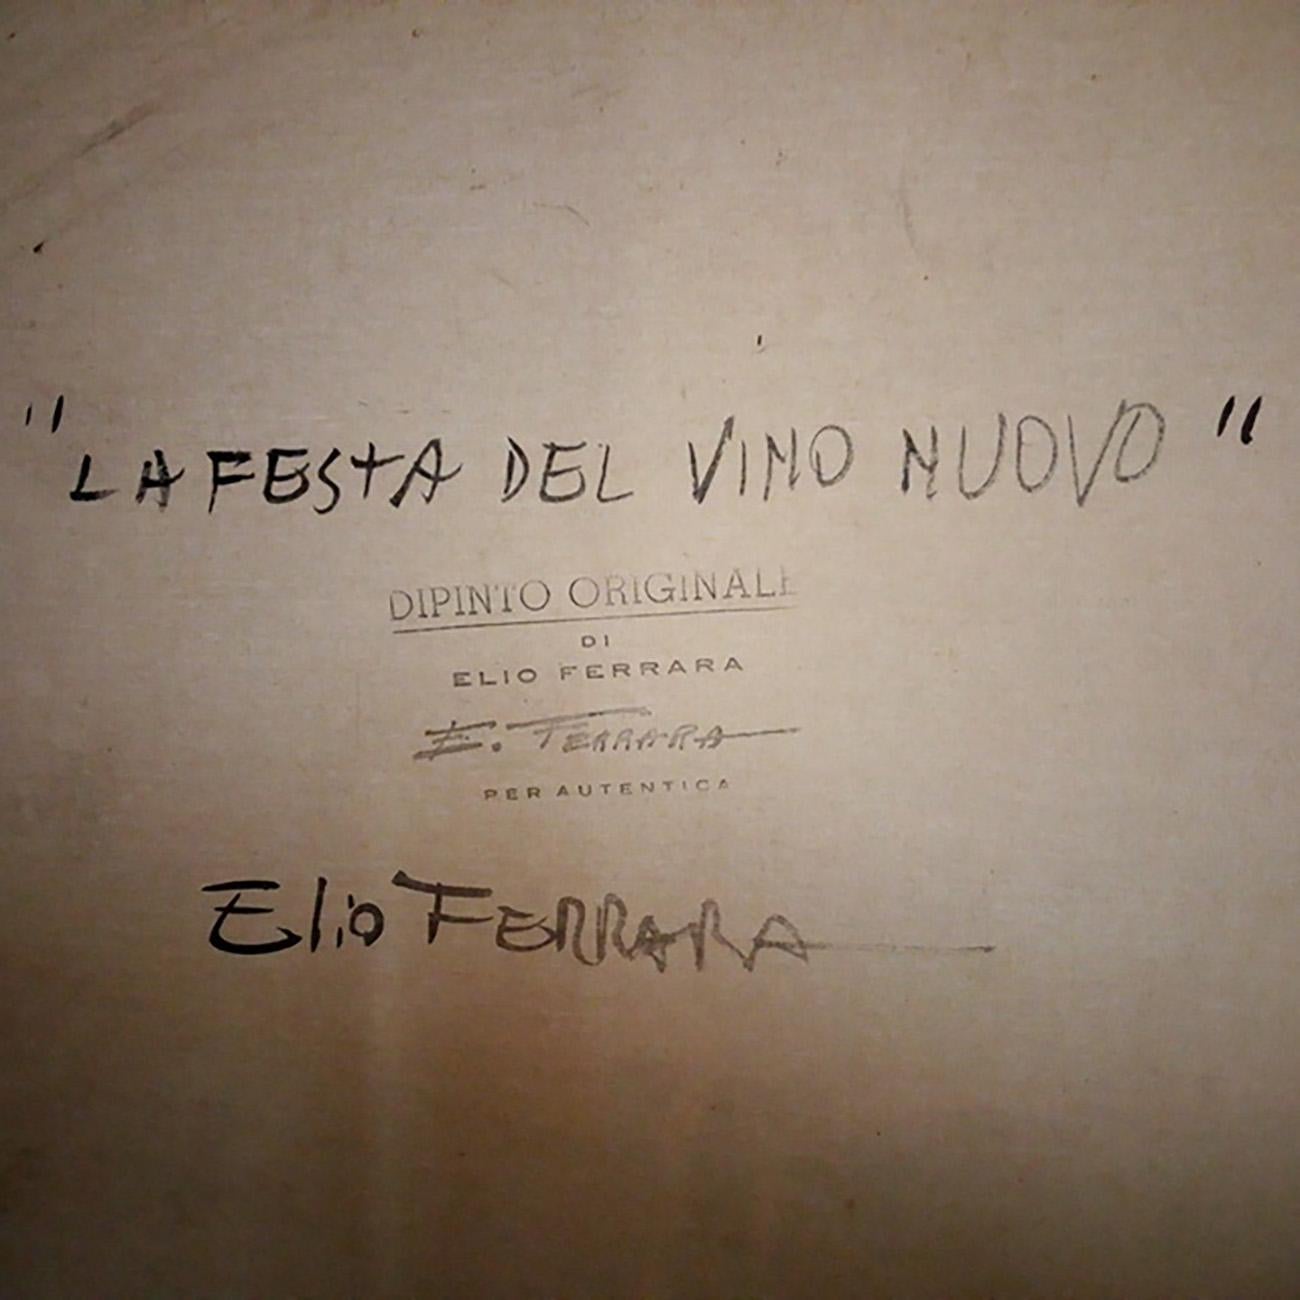 "LA FESTA DEL VINO NUOVO"
DIPINTO ORIGINALE
DI
ELIO FERRARA
E. FERRARA
PER AUTENTICA
Elio FERRARA